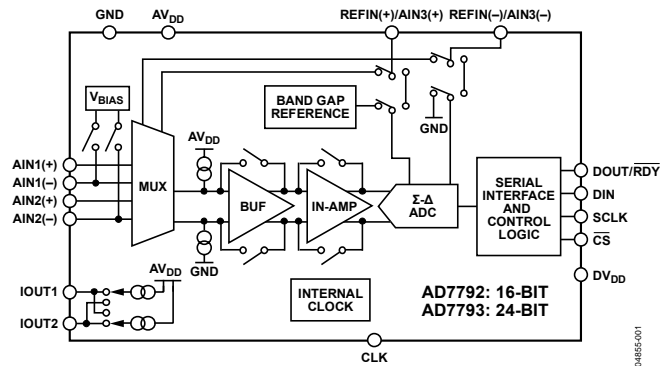 GND AVDD REFIN(+)/AIN3(+) REFIN(–)/AIN3(–)
VBIAS
BAND GAP
REFERENCE
GND
AVDD
AIN1(+)
AIN1(–)
AIN2(+)
AIN2(–)
MUX
BUF
IN-AMP
Σ-Δ
ADC
SERIAL
INTERFACE
AND
CONTROL
LOGIC
DOUT/RDY
DIN
SCLK
CS
GND
AVDD
IOUT1
IOUT2
INTERNAL
CLOCK
AD7792: 16-BIT
AD7793: 24-BIT
DVDD
CLK
04855-001